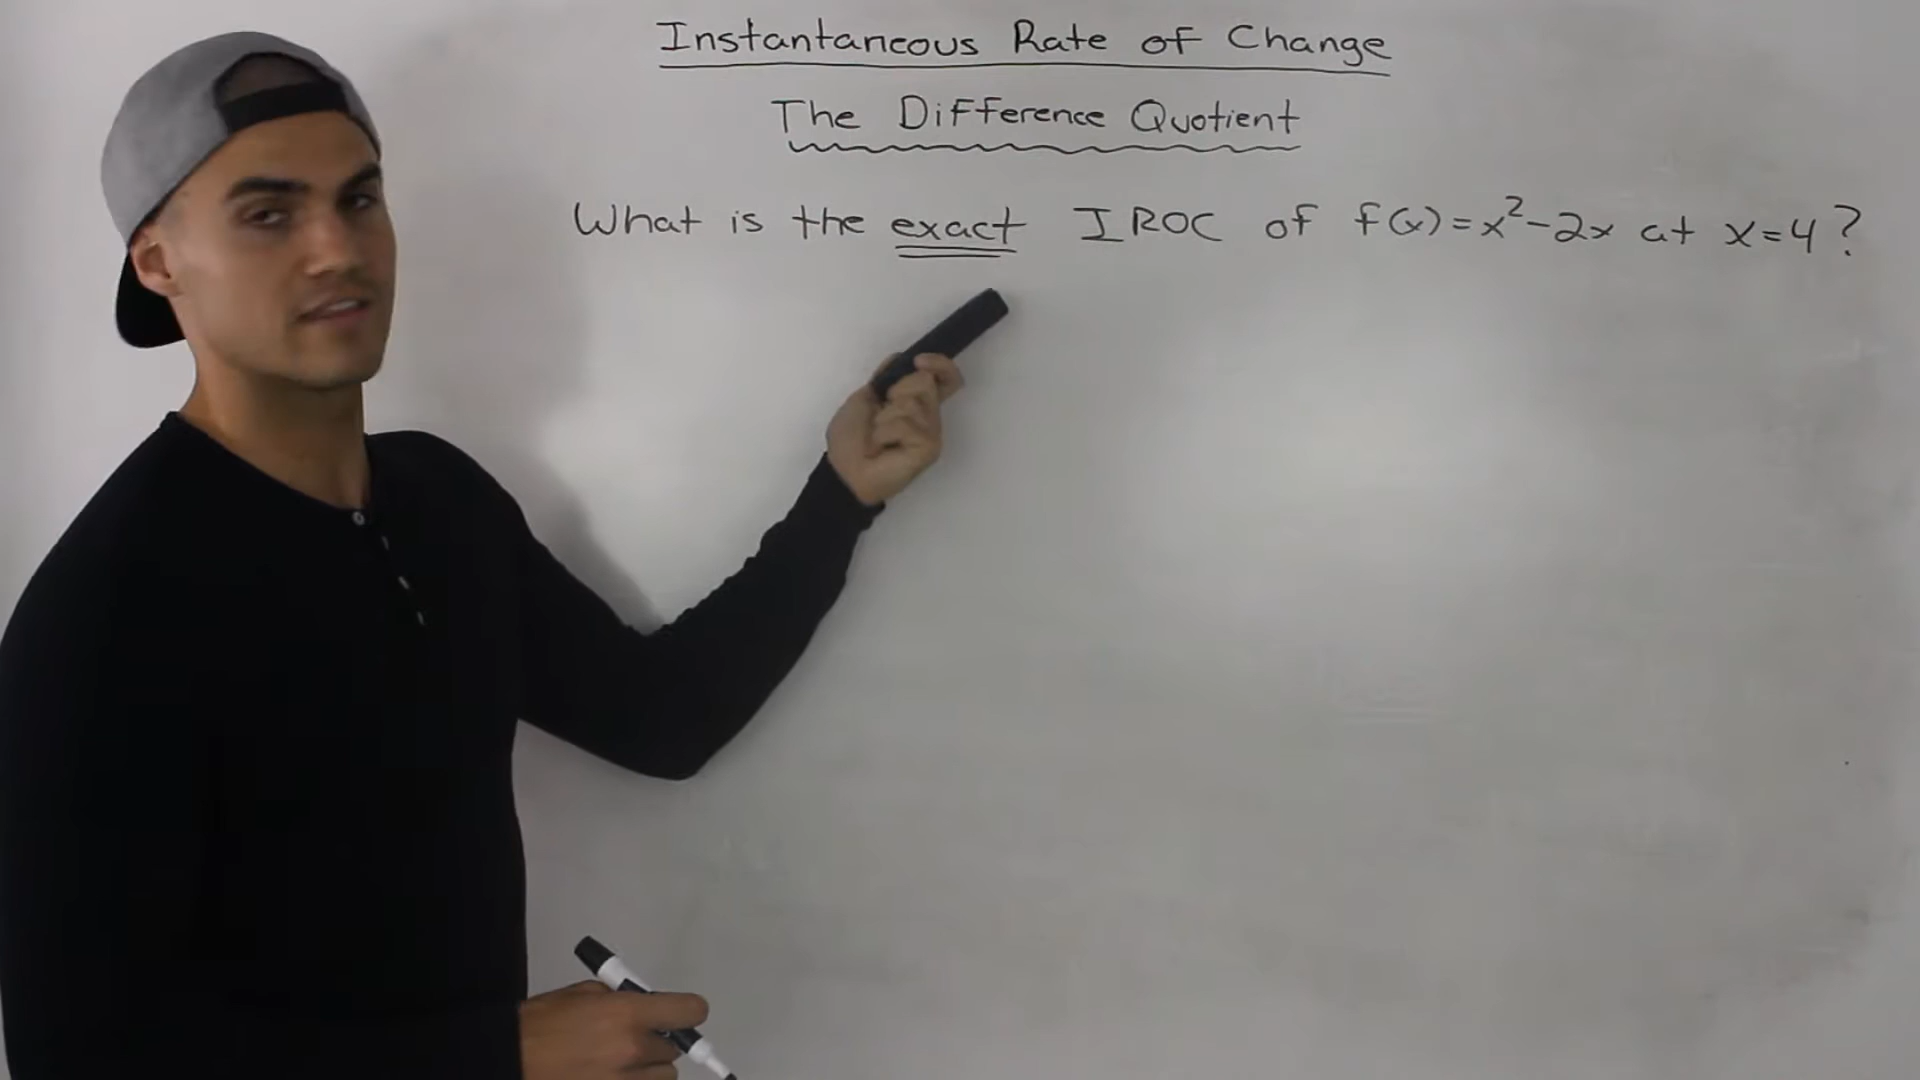 Instantaneous Rate of Change
The Difference Quotient
What is the exact IROC of f(x)=x²-2x at x=4?